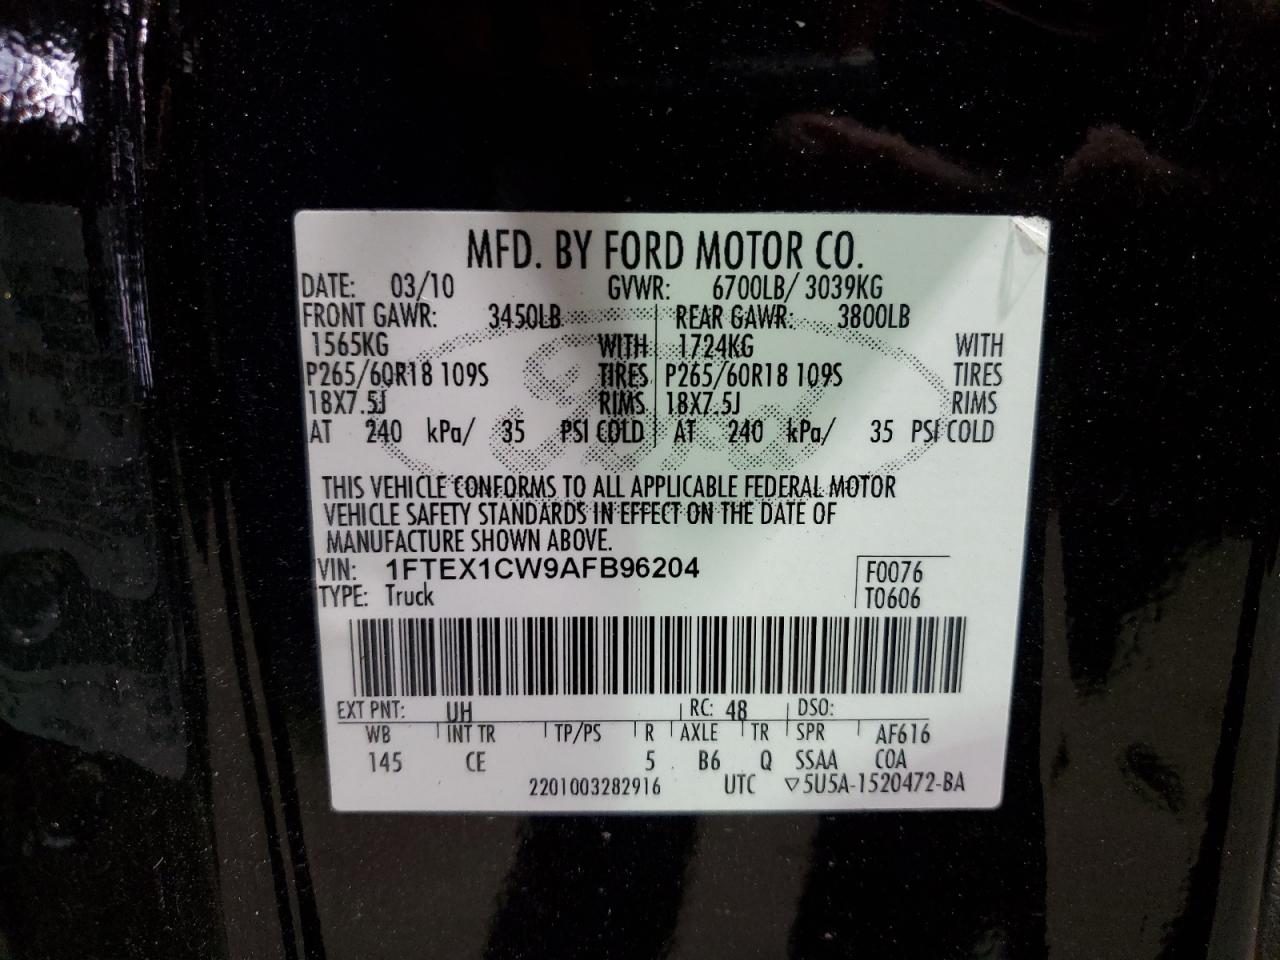 MFD. BY FORD MOTOR CO.
DATE: 03/10 GVWR: 6700LB/ 3039KG
FRONT GAWR: 3450LB REAR GAWR: 3800LB
1565KG WITH 1724KG WITH
P265/60R18 109S TIRES P265/60R18 109S TIRES
18X7.5J RIMS 18X7.5J RIMS
AT 240 kPa/ 35 PSI COLD AT 240 kPa/ 35 PSI COLD
THIS VEHICLE CONFORMS TO ALL APPLICABLE FEDERAL MOTOR
VEHICLE SAFETY STANDARDS IN EFFECT ON THE DATE OF
MANUFACTURE SHOWN ABOVE.
VIN: 1FTEX1CW9AFB96204 F0076
TYPE: Truck T0606
EXT PNT: UH RC: 48 DSO:
WB INT TR TP/PS R AXLE TR SPR AF616
145 CE 5 B6 Q SSAA COA
2201003282916 UTC ▽5U5A-1520472-BA